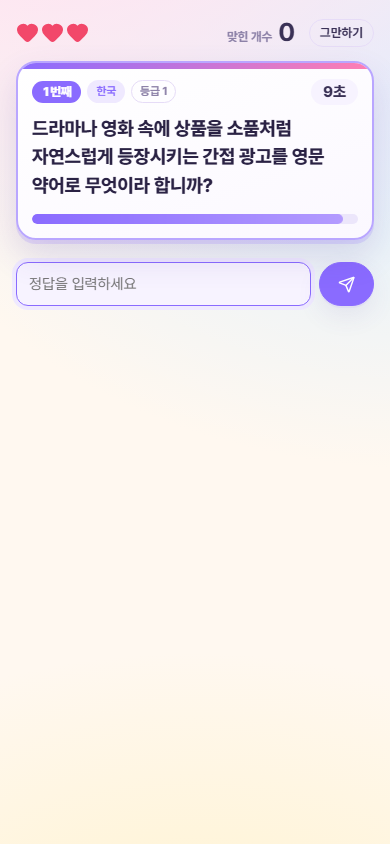 맞힌 개수 0 그만하기
1번째 한국 등급 1 9초
드라마나 영화 속에 상품을 소품처럼
자연스럽게 등장시키는 간접 광고를 영문
약어로 무엇이라 합니까?
정답을 입력하세요